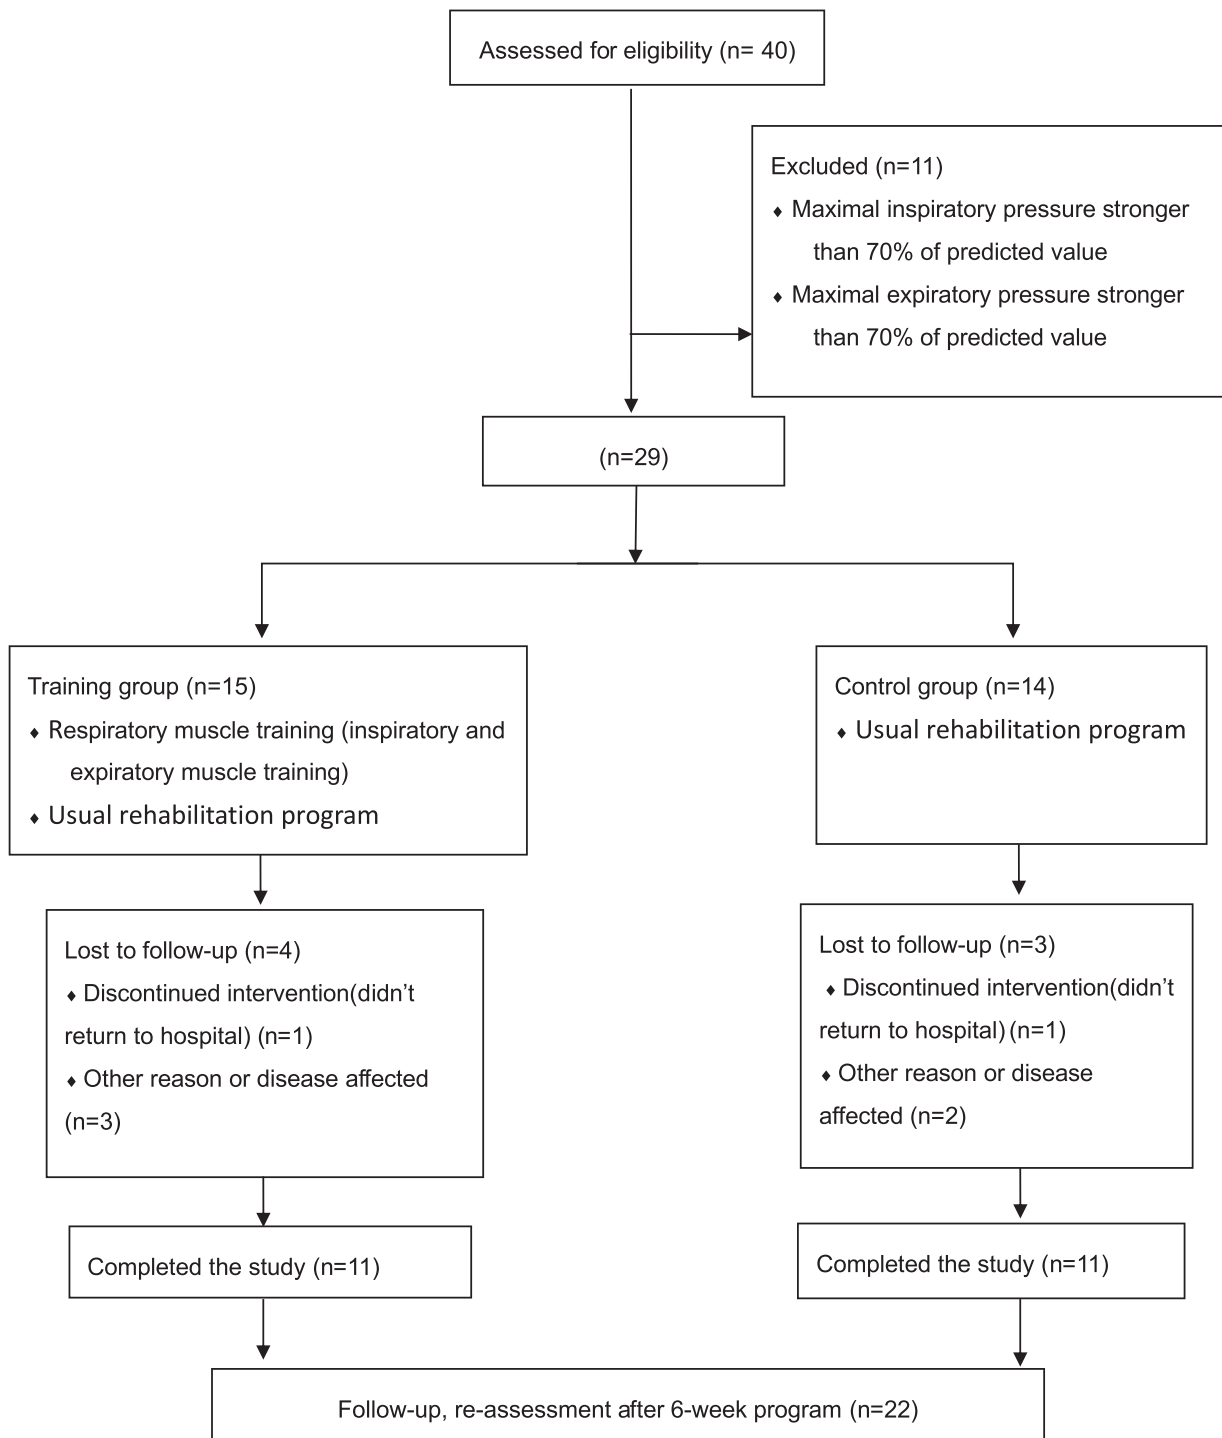 Assessed for eligibility (n= 40)
Excluded (n=11)
♦ Maximal inspiratory pressure stronger
than 70% of predicted value
♦ Maximal expiratory pressure stronger
than 70% of predicted value
(n=29)
Training group (n=15)
♦ Respiratory muscle training (inspiratory and
expiratory muscle training)
♦ Usual rehabilitation program
Control group (n=14)
♦ Usual rehabilitation program
Lost to follow-up (n=4)
♦ Discontinued intervention(didn’t
return to hospital) (n=1)
♦ Other reason or disease affected
(n=3)
Lost to follow-up (n=3)
♦ Discontinued intervention(didn’t
return to hospital) (n=1)
♦ Other reason or disease
affected (n=2)
Completed the study (n=11)
Completed the study (n=11)
Follow-up, re-assessment after 6-week program (n=22)